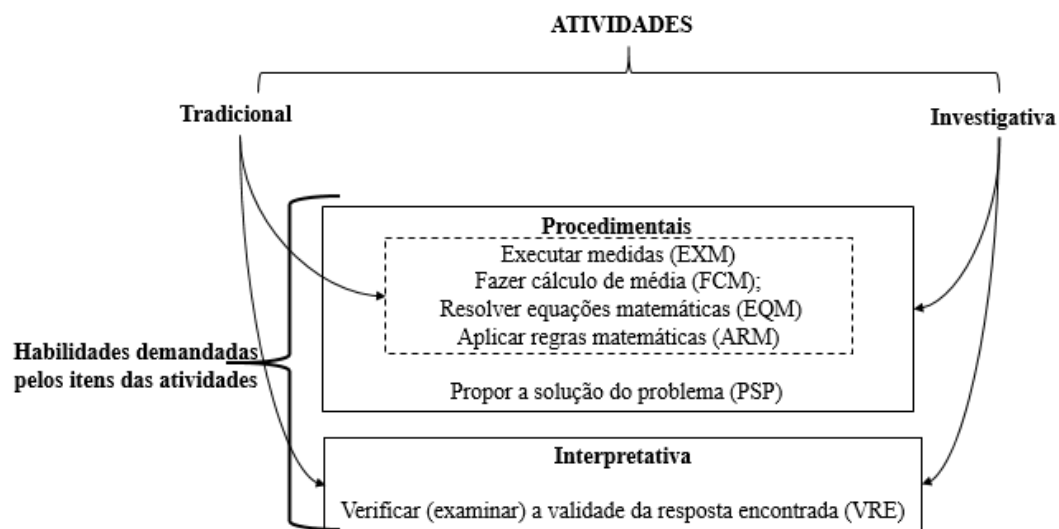 ATIVIDADES
Tradicional
Investigativa
Procedimentais
Executar medidas (EXM)
Fazer cálculo de média (FCM);
Resolver equações matemáticas (EQM)
Aplicar regras matemáticas (ARM)
Propor a solução do problema (PSP)
Habilidades demandadas
pelos itens das atividades
Interpretativa
Verificar (examinar) a validade da resposta encontrada (VRE)